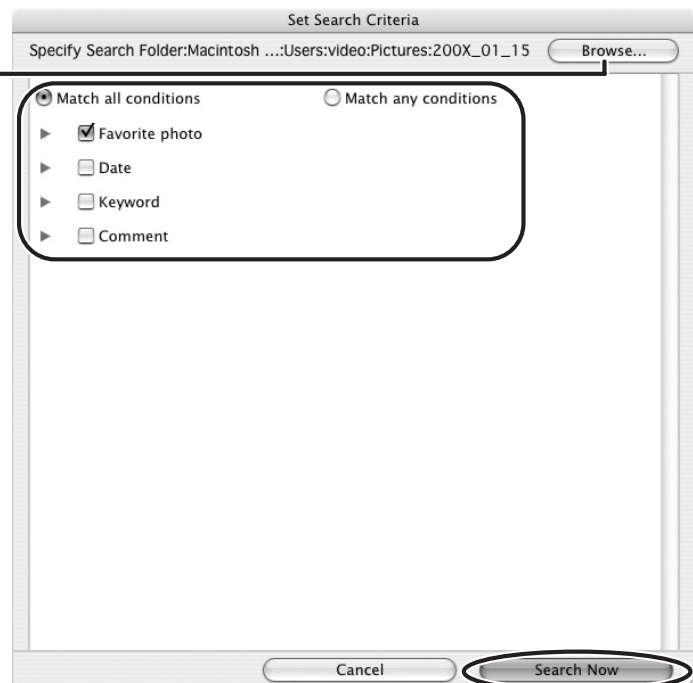 Set Search Criteria
Specify Search Folder:Macintosh ...:Users:video:Pictures:200X_01_15 Browse...
Match all conditions Match any conditions
Favorite photo
Date
Keyword
Comment
Cancel Search Now